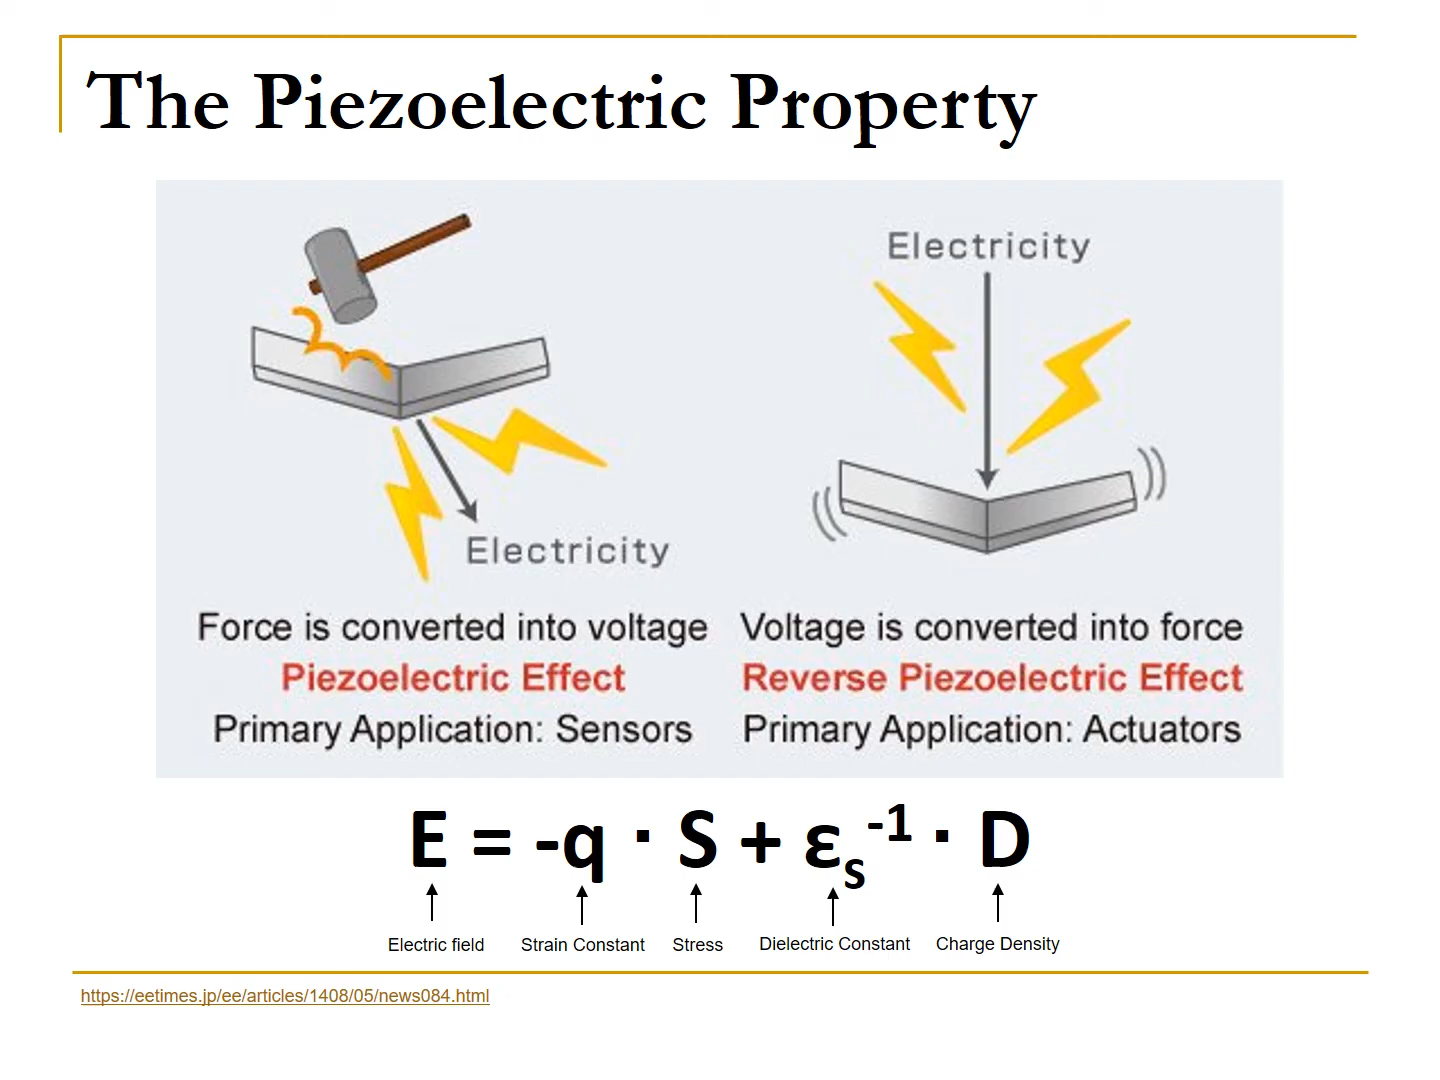 The Piezoelectric Property
Electricity
Electricity
Force is converted into voltage
Piezoelectric Effect
Primary Application: Sensors
Voltage is converted into force
Reverse Piezoelectric Effect
Primary Application: Actuators
E = -q · S + εs-1 · D
Electric field
Strain Constant
Stress
Dielectric Constant
Charge Density
https://eetimes.jp/ee/articles/1408/05/news084.html